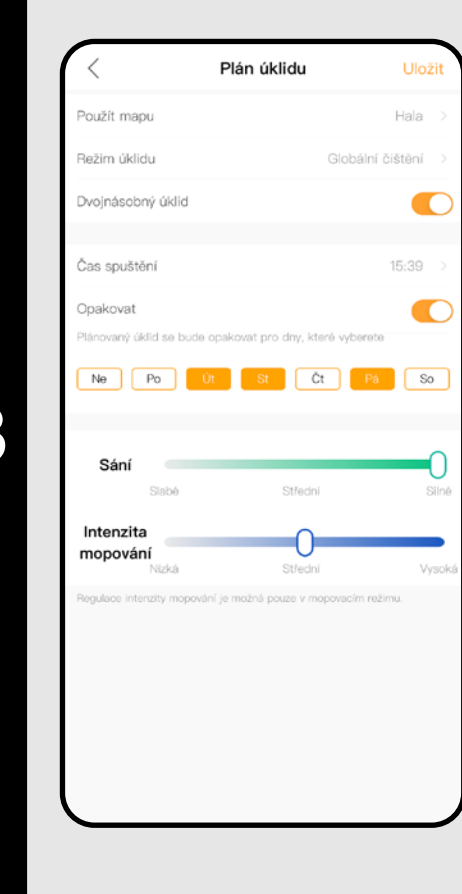 Plán úklidu Uložit
Použít mapu Hala
Režim úklidu Globální čištění
Dvojnásobný úklid
Čas spuštění 15:39
Opakovat
Plánovaný úklid se bude opakovat pro dny, které vyberete
Ne Po Út St Čt Pá So
Sání
Slabé Střední Silné
Intenzita
mopování
Nízká Střední Vysoká
Regulace intenzity mopování je možná pouze v mopovacím režimu.